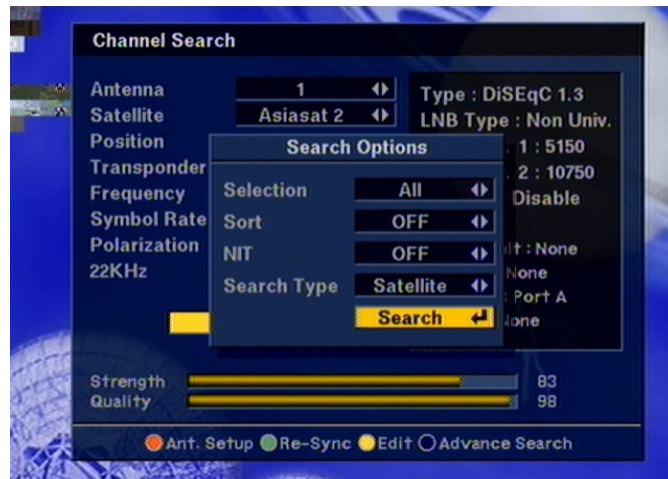 Channel Search
Antenna 1
Satellite Asiasat 2
Position
Transponder
Frequency
Symbol Rate
Polarization
22KHz
Type : DiSEqC 1.3
LNB Type : Non Univ.
1 : 5150
2 : 10750
Disable
: None
None
: Port A
Search Options
Selection All
Sort OFF
NIT OFF
Search Type Satellite
Search
Strength 83
Quality 98
Ant. Setup Re-Sync Edit Advance Search